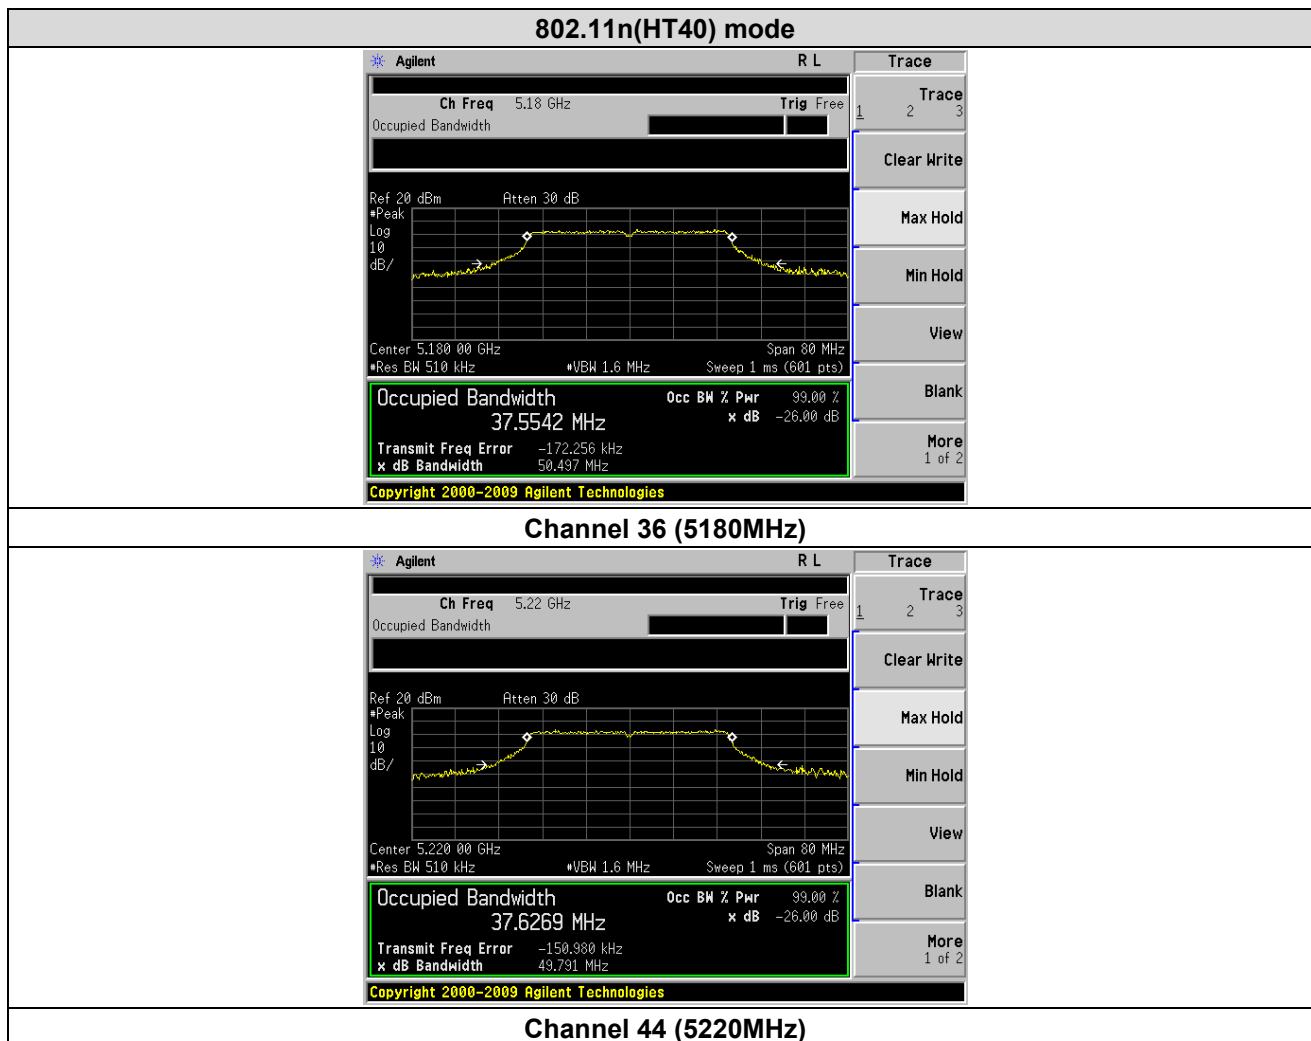 802.11n(HT40) mode
Agilent R L Trace
Ch Freq 5.18 GHz Trig Free
Occupied Bandwidth
Trace
1 2 3
Clear Write
Max Hold
Min Hold
View
Blank
More
1 of 2
Ref 20 dBm Atten 30 dB
#Peak
Log
10
dB/
Center 5.180 00 GHz Span 80 MHz
#Res BW 510 kHz #VBW 1.6 MHz Sweep 1 ms (601 pts)
Occupied Bandwidth Occ BW % Pwr 99.00 %
37.5542 MHz x dB -26.00 dB
Transmit Freq Error -172.256 kHz
x dB Bandwidth 50.497 MHz
Copyright 2000-2009 Agilent Technologies
Channel 36 (5180MHz)
Agilent R L Trace
Ch Freq 5.22 GHz Trig Free
Occupied Bandwidth
Trace
1 2 3
Clear Write
Max Hold
Min Hold
View
Blank
More
1 of 2
Ref 20 dBm Atten 30 dB
#Peak
Log
10
dB/
Center 5.220 00 GHz Span 80 MHz
#Res BW 510 kHz #VBW 1.6 MHz Sweep 1 ms (601 pts)
Occupied Bandwidth Occ BW % Pwr 99.00 %
37.6269 MHz x dB -26.00 dB
Transmit Freq Error -150.980 kHz
x dB Bandwidth 49.791 MHz
Copyright 2000-2009 Agilent Technologies
Channel 44 (5220MHz)